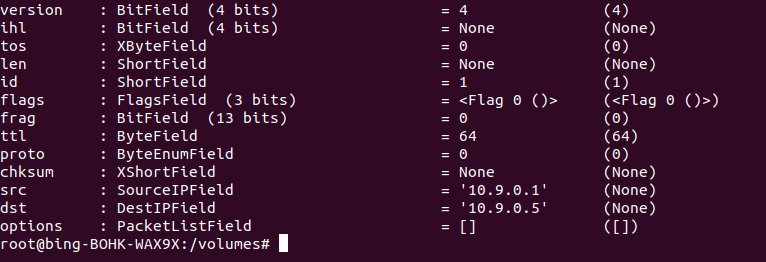 version    : BitField  (4 bits)                  = 4               (4)
ihl        : BitField  (4 bits)                  = None            (None)
tos        : XByteField                          = 0               (0)
len        : ShortField                          = None            (None)
id         : ShortField                          = 1               (1)
flags      : FlagsField  (3 bits)                = <Flag 0 ()>     (<Flag 0 ()>)
frag       : BitField  (13 bits)                 = 0               (0)
ttl        : ByteField                           = 64              (64)
proto      : ByteEnumField                       = 0               (0)
chksum     : XShortField                         = None            (None)
src        : SourceIPField                       = '10.9.0.1'      (None)
dst        : DestIPField                         = '10.9.0.5'      (None)
options    : PacketListField                     = []              ([])
root@bing-BOHK-WAX9X:/volumes#